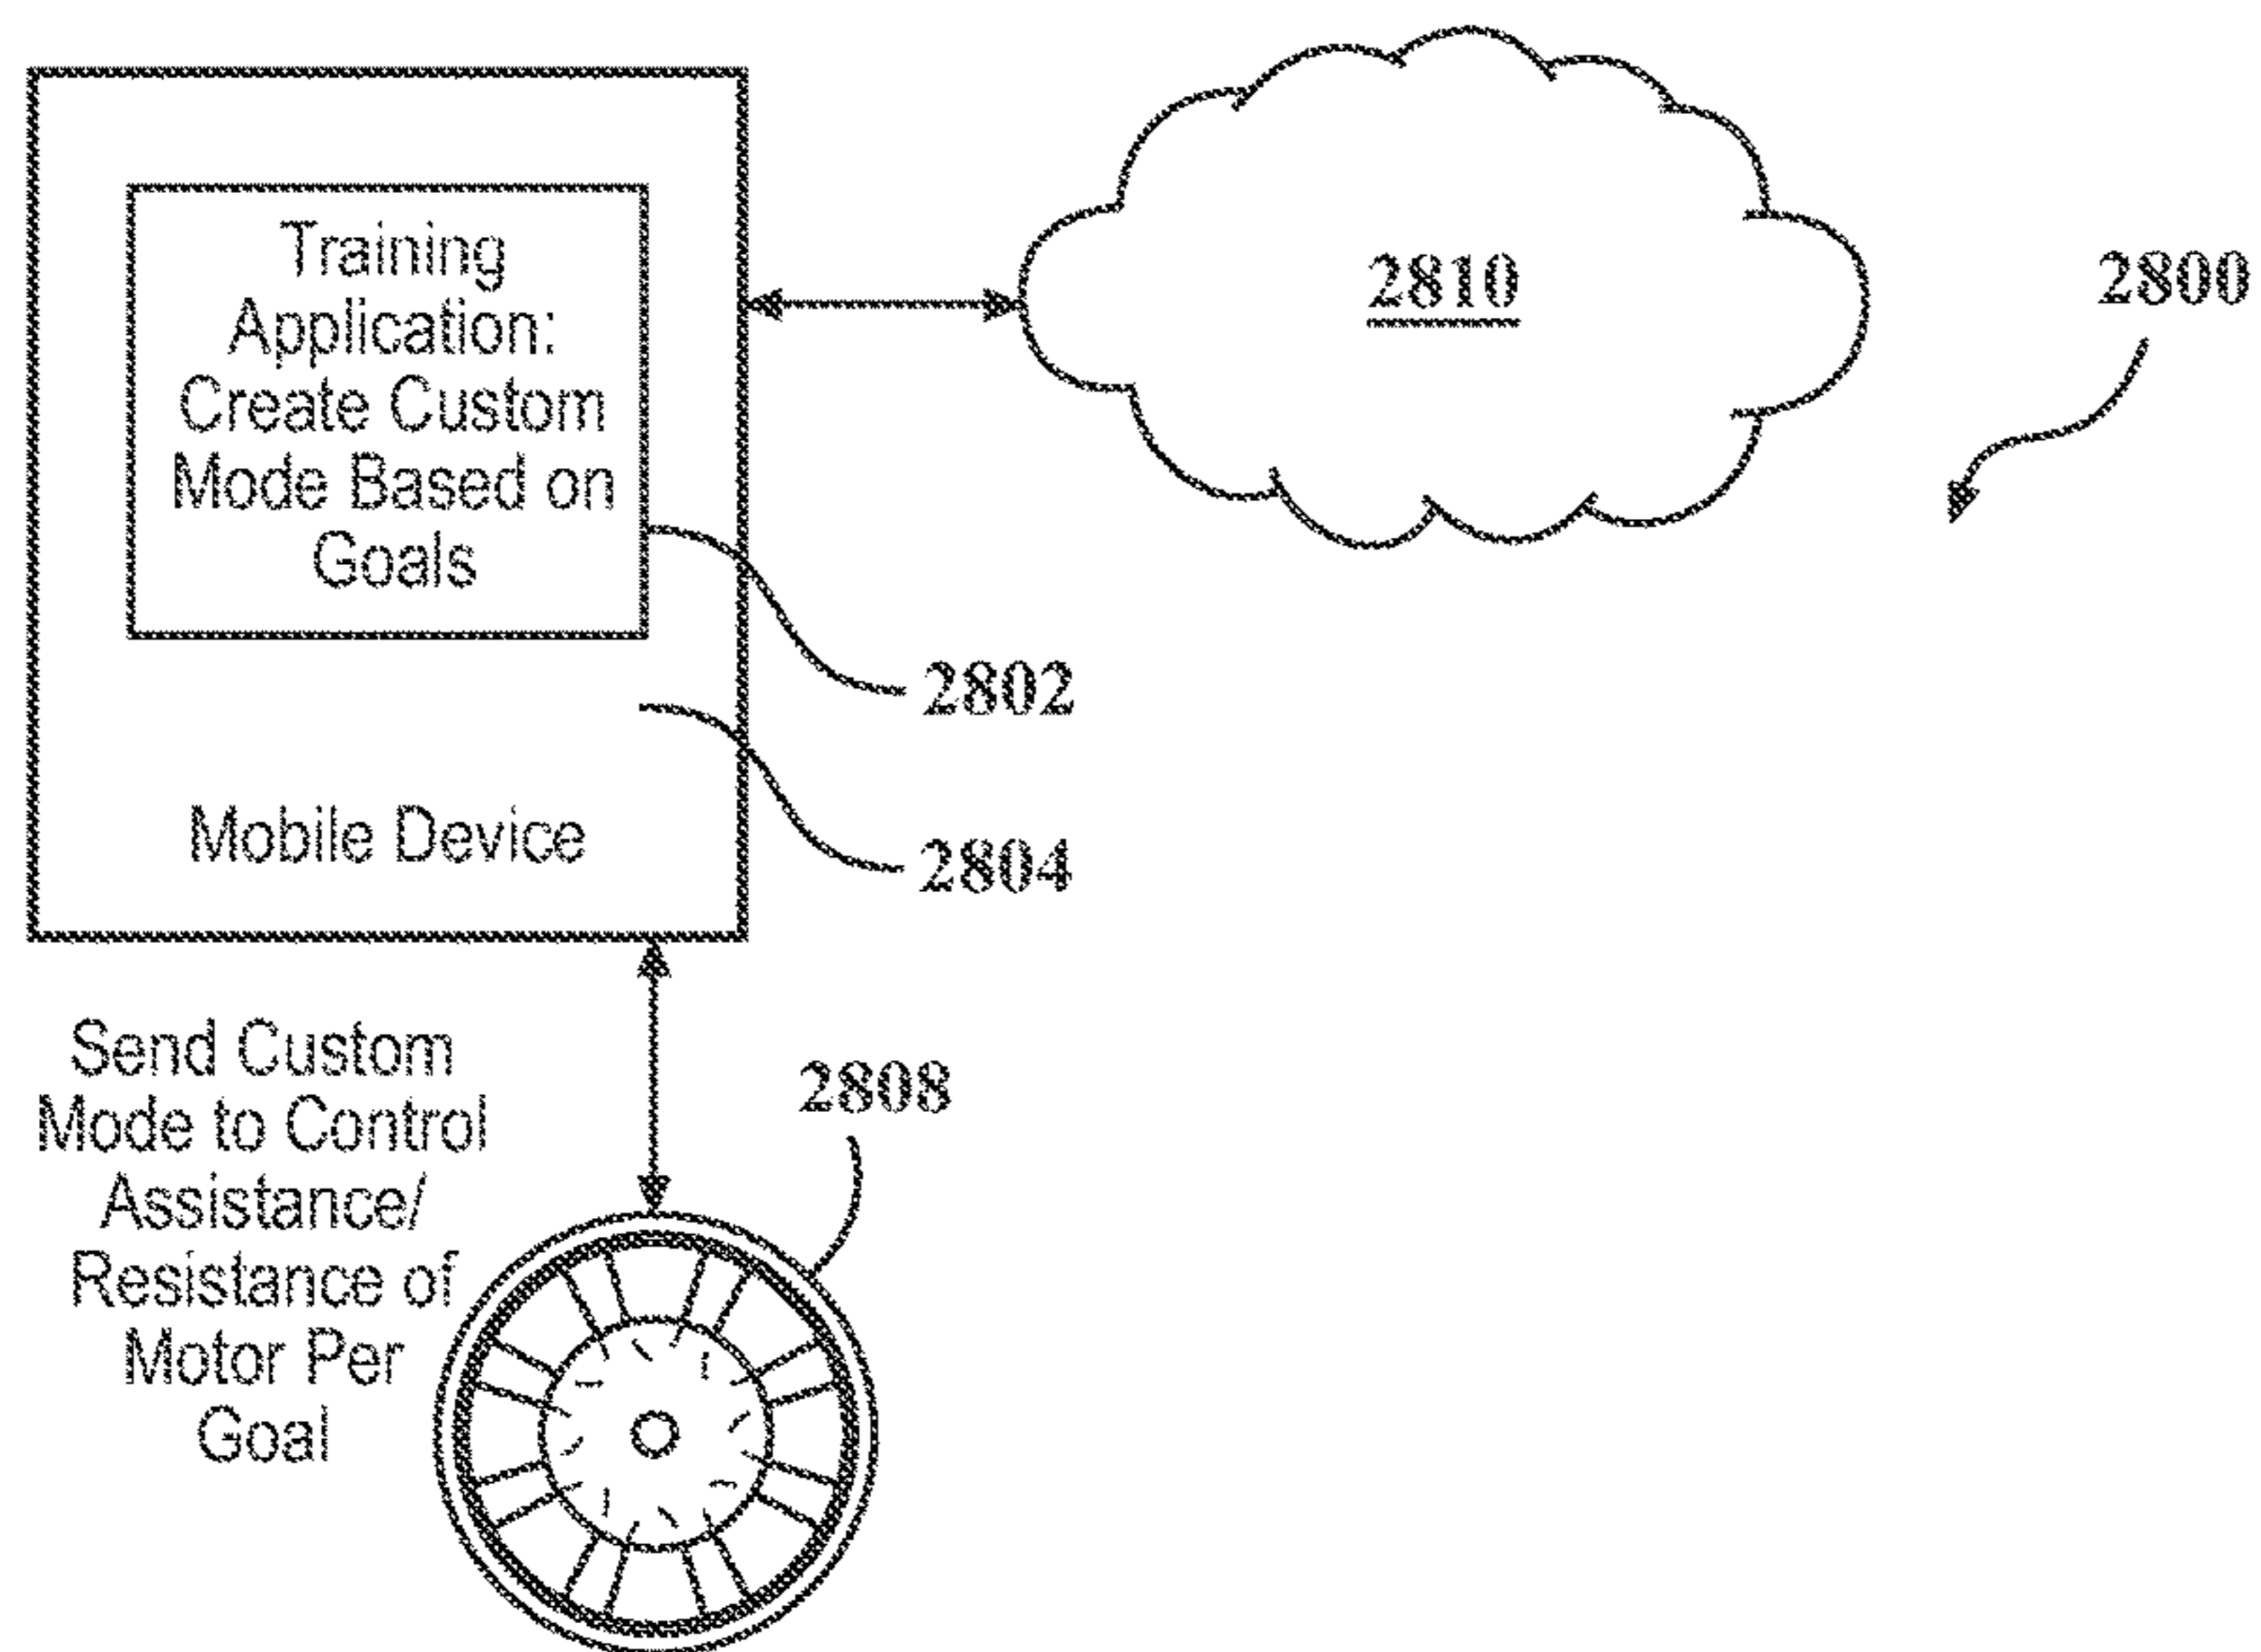 Training
Application:
Create Custom
Mode Based on
Goals
2810
2800
2802
Mobile Device
2804
Send Custom
Mode to Control
Assistance/
Resistance of
Motor Per
Goal
2808